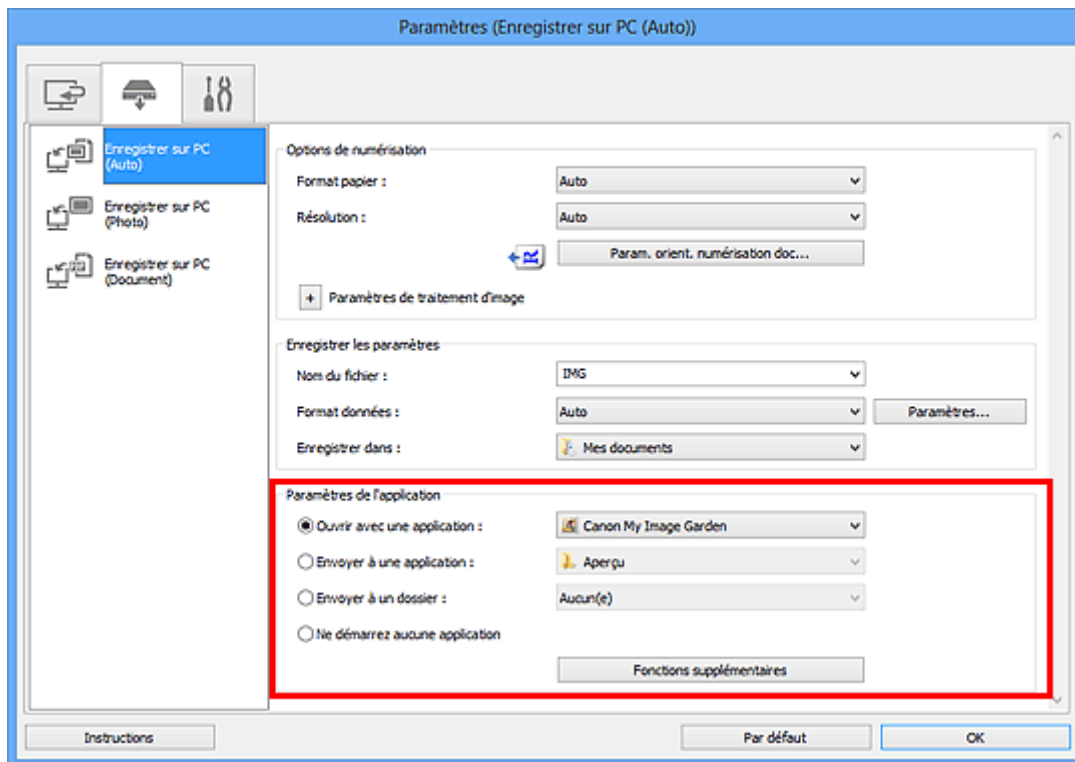 Paramètres (Enregistrer sur PC (Auto))
Enregistrer sur PC
(Auto)
Enregistrer sur PC
(Photo)
Enregistrer sur PC
(Document)
Options de numérisation
Format papier : Auto
Résolution : Auto
Param. orient. numérisation doc...
+ Paramètres de traitement d'image
Enregistrer les paramètres
Nom du fichier : IMG
Format données : Auto Paramètres...
Enregistrer dans : Mes documents
Paramètres de l'application
Ouvrir avec une application : Canon My Image Garden
Envoyer à une application : Aperçu
Envoyer à un dossier : Aucun(e)
Ne démarrez aucune application
Fonctions supplémentaires
Instructions Par défaut OK